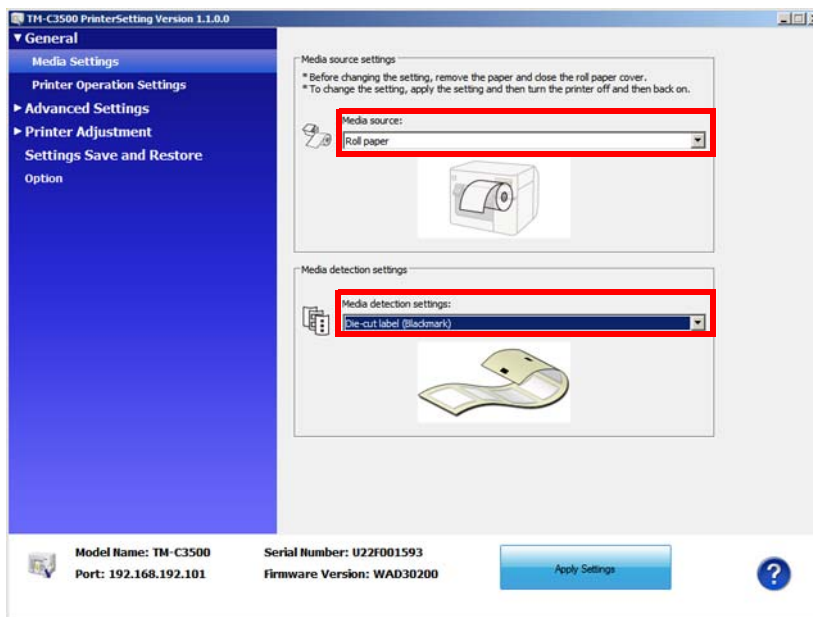 TM-C3500 PrinterSetting Version 1.1.0.0
General
Media Settings
Printer Operation Settings
Advanced Settings
Printer Adjustment
Settings Save and Restore
Option
Media source settings
* Before changing the setting, remove the paper and close the roll paper cover.
* To change the setting, apply the setting and then turn the printer off and then back on.
Media source:
Roll paper
Media detection settings
Media detection settings:
Die-cut label (Blackmark)
Model Name: TM-C3500
Serial Number: U22F001593
Port: 192.168.192.101
Firmware Version: WAD30200
Apply Settings
?